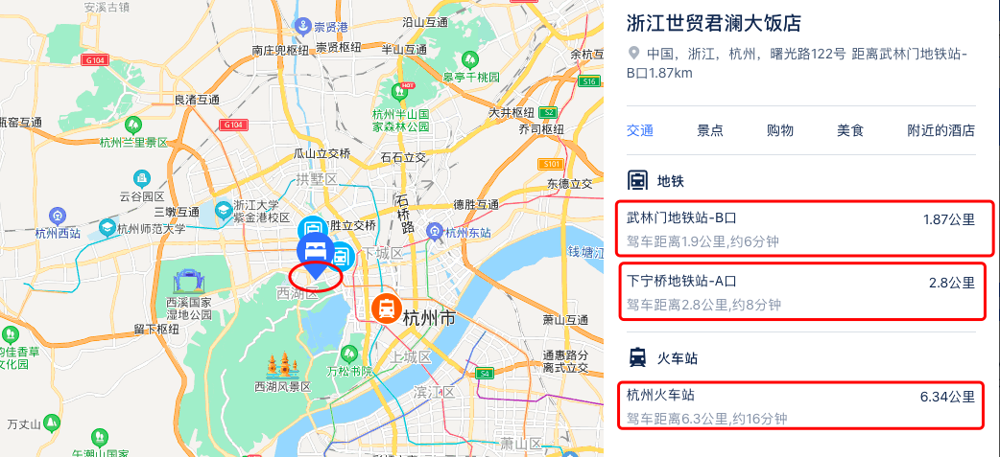 安溪古镇
崇贤港
沿山互通
南庄兜枢纽
崇贤枢纽
半山互通
余杭互
G104
皋亭千桃园
S16
良渚互通
HOT
杭州半山国
家森林公园
大井枢纽
S2
瓶窑互通
G104
乔司枢纽
杭州兰里景区
瓜山立交桥
石石立交
S101
拱墅区
东德立交
云谷园区
三墩互通
浙江大学
紫金港校区
石桥路
德胜互通
杭州西站
杭州师范大学
胜立交桥
杭州东站
下城区
钱塘江
西湖区
西溪国家
湿地公园
杭州市
萧山互通
留下枢纽
上城区
通惠路分
离式立交
香草
文化园
万松书院
S4
西湖风景区
滨江区
万丈山
午潮山国家
萧山区
浙江世贸君澜大饭店
中国，浙江，杭州，曙光路122号 距离武林门地铁站-
B口1.87km
交通 景点 购物 美食 附近的酒店
地铁
武林门地铁站-B口 1.87公里
驾车距离1.9公里,约6分钟
下宁桥地铁站-A口 2.8公里
驾车距离2.8公里,约8分钟
火车站
杭州火车站 6.34公里
驾车距离6.3公里,约16分钟